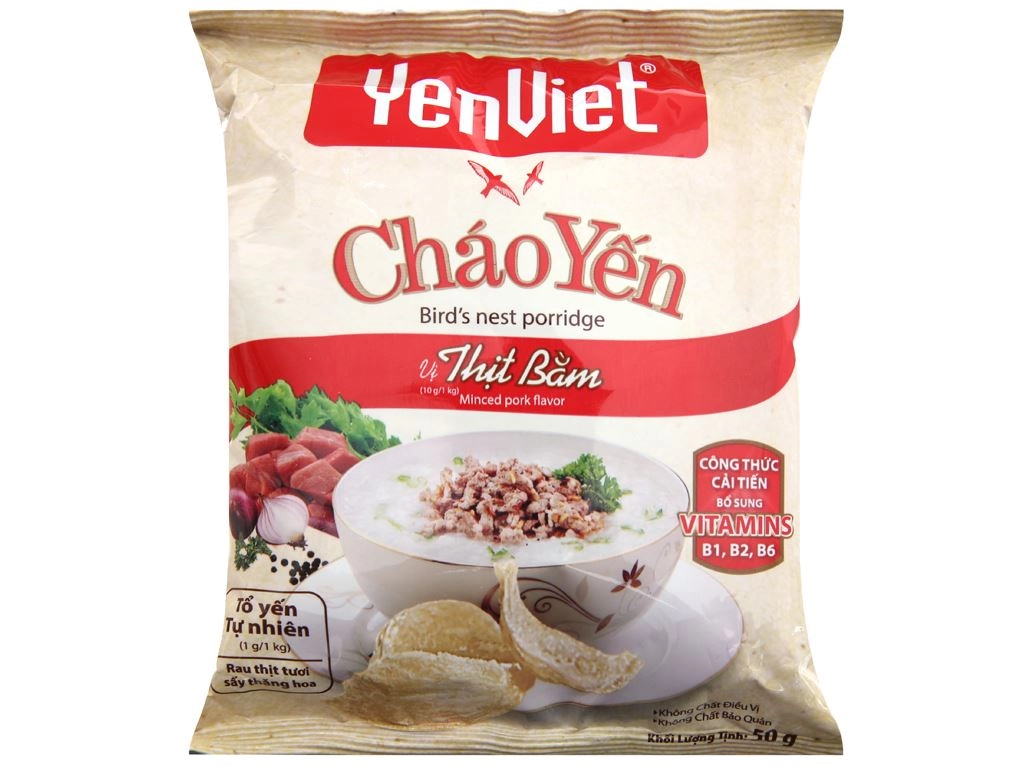 YenViet®
Cháo Yến
Bird's nest porridge
Vị Thịt Bằm
(10 g/1 kg) Minced pork flavor
CÔNG THỨC
CẢI TIẾN
BỔ SUNG
VITAMINS
B1, B2, B6
Tổ yến
Tự nhiên
(1 g/1 kg)
Rau thịt tươi
sấy thăng hoa
Không Chất Điều Vị
Không Chất Bảo Quản
Khối Lượng Tịnh: 50 g